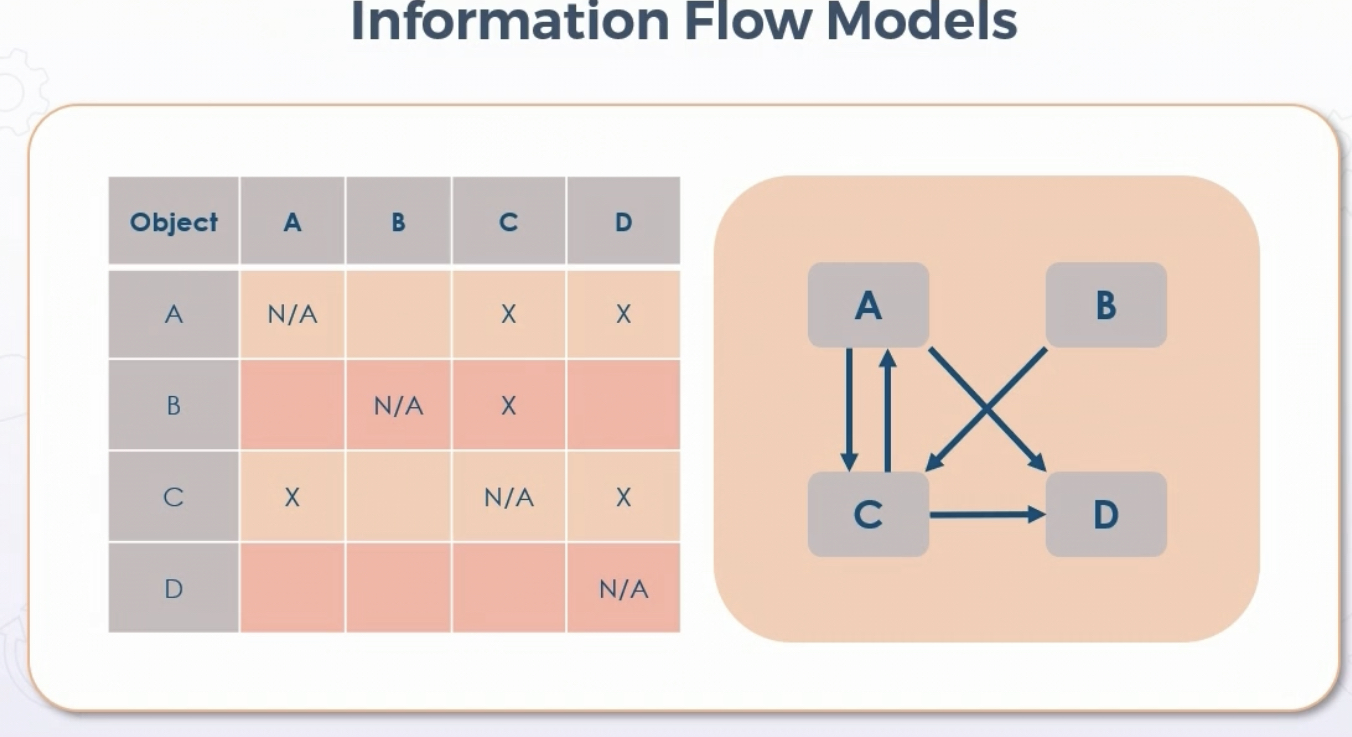 Information Flow Models
Object A B C D
A N/A X X
B N/A X
C X N/A X
D N/A
A B
C D